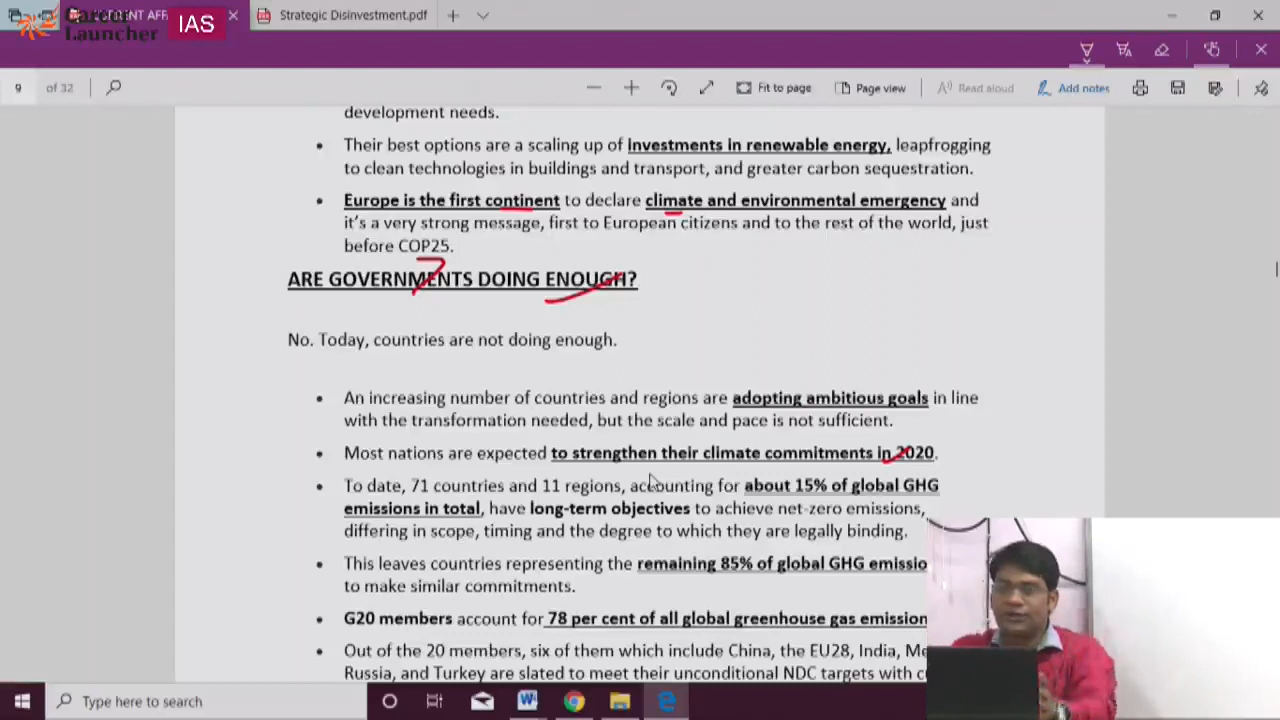 Career
Launcher
IAS
RENT AFF
Strategic Disinvestment.pdf
9 of 32
Fit to page
Page view
Read aloud
Add notes
development needs.
• Their best options are a scaling up of investments in renewable energy, leapfrogging
to clean technologies in buildings and transport, and greater carbon sequestration.
• Europe is the first continent to declare climate and environmental emergency and
it's a very strong message, first to European citizens and to the rest of the world, just
before COP25.
ARE GOVERNMENTS DOING ENOUGH?
No. Today, countries are not doing enough.
• An increasing number of countries and regions are adopting ambitious goals in line
with the transformation needed, but the scale and pace is not sufficient.
• Most nations are expected to strengthen their climate commitments in 2020.
• To date, 71 countries and 11 regions, accounting for about 15% of global GHG
emissions in total, have long-term objectives to achieve net-zero emissions,
differing in scope, timing and the degree to which they are legally binding.
• This leaves countries representing the remaining 85% of global GHG emissio
to make similar commitments.
• G20 members account for 78 per cent of all global greenhouse gas emission
• Out of the 20 members, six of them which include China, the EU28, India, Me
Russia, and Turkey are slated to meet their unconditional NDC targets with c
Type here to search